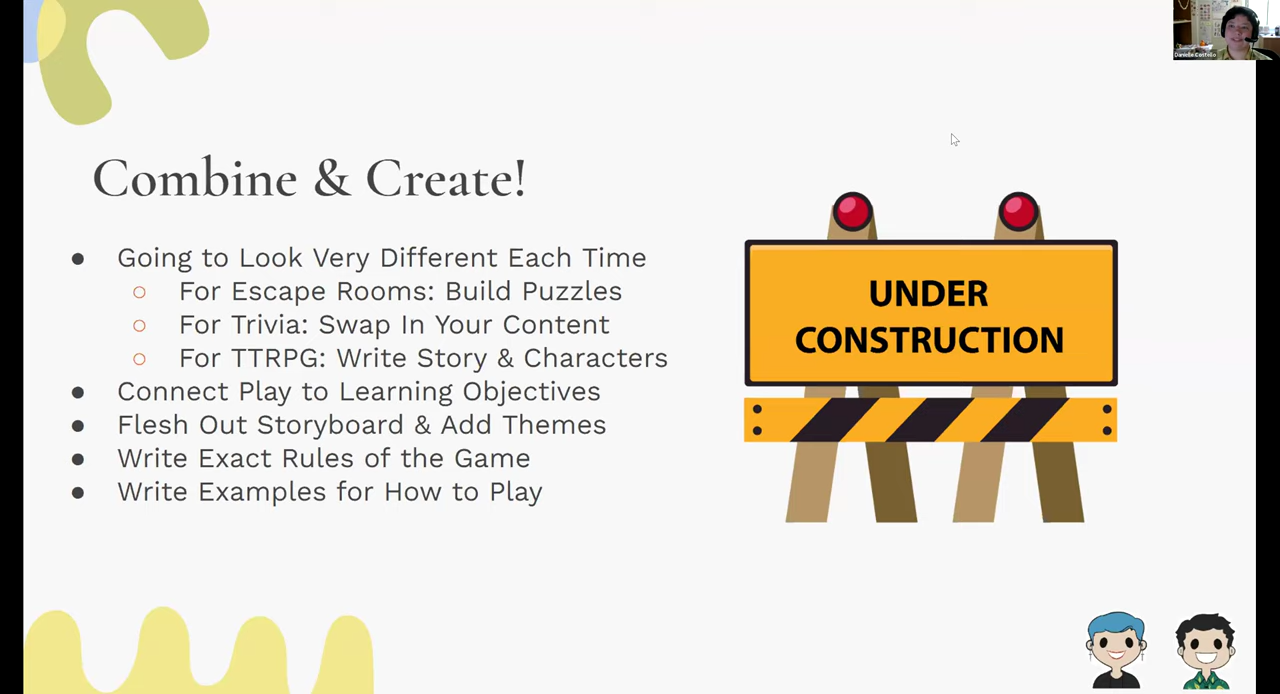 Danielle Costello
Combine & Create!
● Going to Look Very Different Each Time
○ For Escape Rooms: Build Puzzles
○ For Trivia: Swap In Your Content
○ For TTRPG: Write Story & Characters
● Connect Play to Learning Objectives
● Flesh Out Storyboard & Add Themes
● Write Exact Rules of the Game
● Write Examples for How to Play
UNDER
CONSTRUCTION